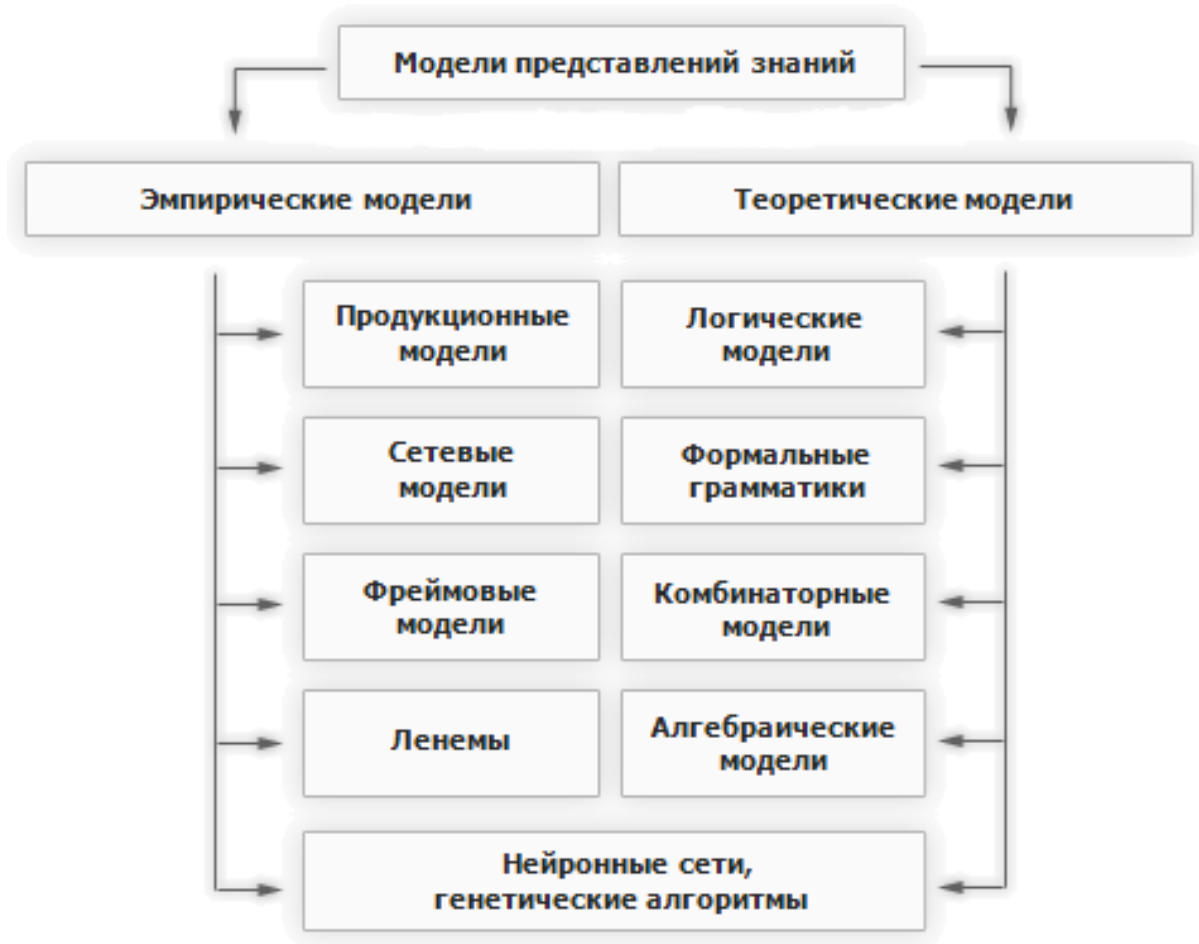 Модели представлений знаний
Эмпирические модели
Теоретические модели
Продукционные
модели
Логические
модели
Сетевые
модели
Формальные
грамматики
Фреймовые
модели
Комбинаторные
модели
Ленемы
Алгебраические
модели
Нейронные сети,
генетические алгоритмы